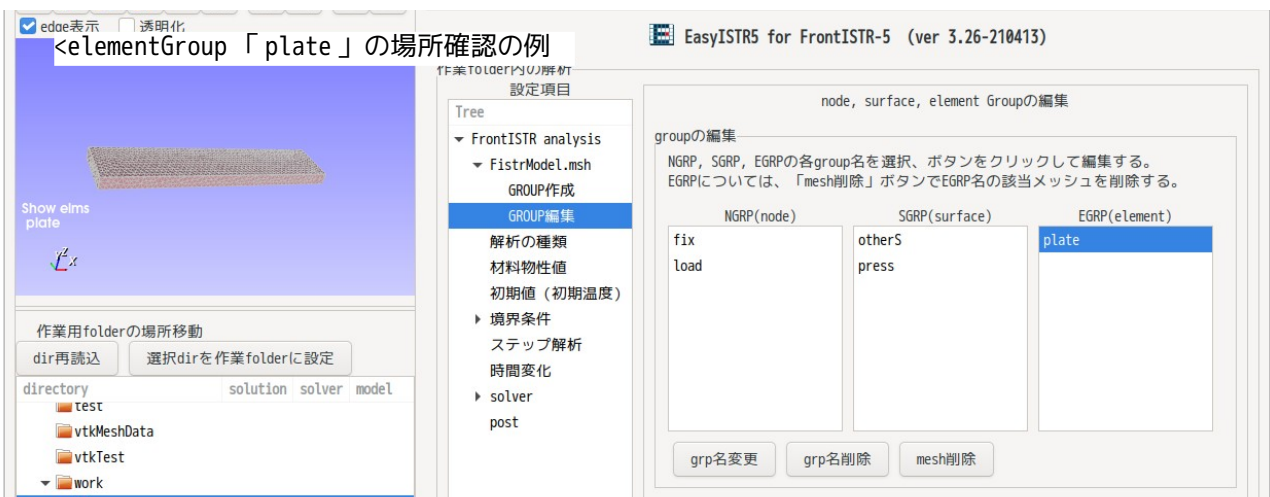 edge表示 透明化
<elementGroup 「 plate 」の場所確認の例
Show elms
plate
Z
X
作業用folderの場所移動
dir再読込 選択dirを作業folderに設定
directory solution solver model
test
vtkMeshData
vtkTest
work
EasyISTR5 for FrontISTR-5 (ver 3.26-210413)
作業folder内の解析
設定項目
Tree
FrontISTR analysis
FistrModel.msh
GROUP作成
GROUP編集
解析の種類
材料物性値
初期値（初期温度）
境界条件
ステップ解析
時間変化
solver
post
node, surface, element Groupの編集
groupの編集
NGRP, SGRP, EGRPの各group名を選択、ボタンをクリックして編集する。
EGRPについては、「mesh削除」ボタンでEGRP名の該当メッシュを削除する。
NGRP(node) SGRP(surface) EGRP(element)
fix otherS plate
load press
grp名変更 grp名削除 mesh削除